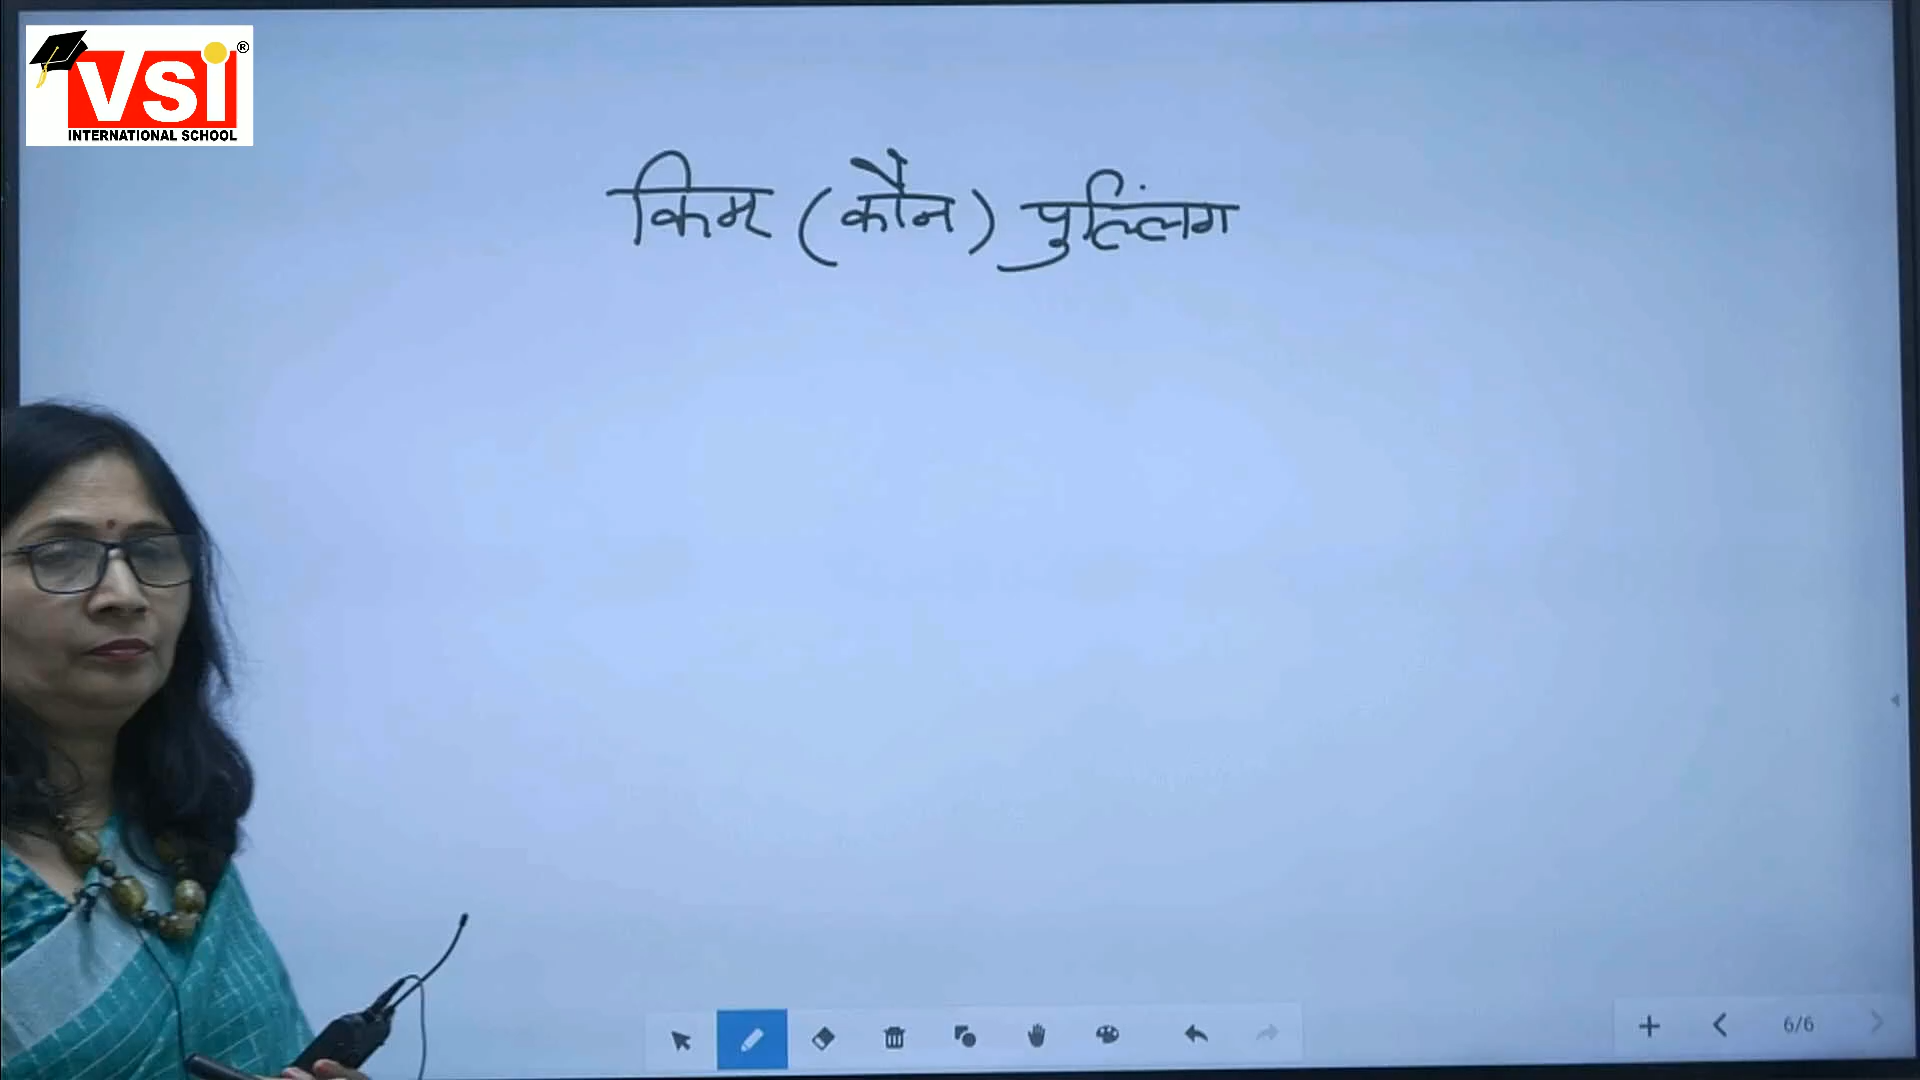 VSI®
INTERNATIONAL SCHOOL
किम् (कौन) पुल्लिंग
6/6